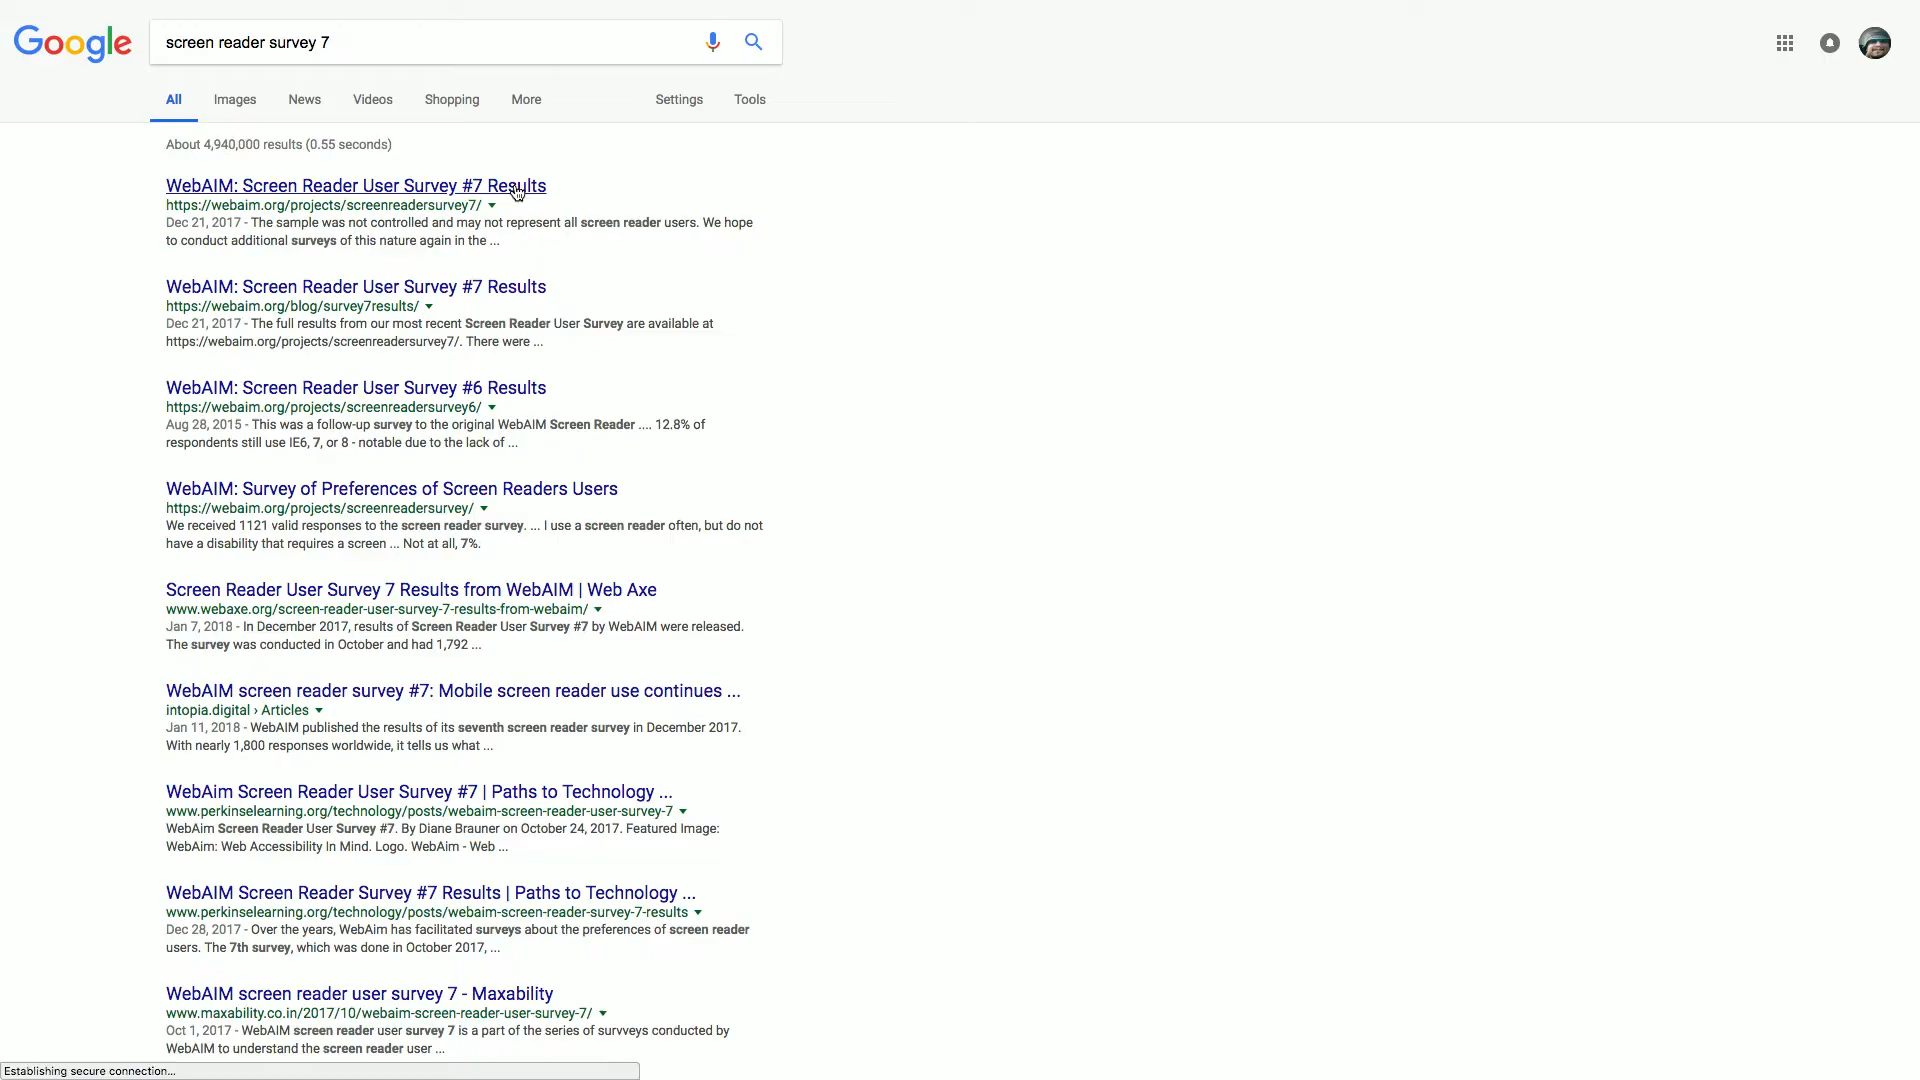 Google
screen reader survey 7
All Images News Videos Shopping More Settings Tools
About 4,940,000 results (0.55 seconds)
WebAIM: Screen Reader User Survey #7 Results
https://webaim.org/projects/screenreadersurvey7/
Dec 21, 2017 - The sample was not controlled and may not represent all screen reader users. We hope
to conduct additional surveys of this nature again in the ...
WebAIM: Screen Reader User Survey #7 Results
https://webaim.org/blog/survey7results/
Dec 21, 2017 - The full results from our most recent Screen Reader User Survey are available at
https://webaim.org/projects/screenreadersurvey7/. There were ...
WebAIM: Screen Reader User Survey #6 Results
https://webaim.org/projects/screenreadersurvey6/
Aug 28, 2015 - This was a follow-up survey to the original WebAIM Screen Reader .... 12.8% of
respondents still use IE6, 7, or 8 - notable due to the lack of ...
WebAIM: Survey of Preferences of Screen Readers Users
https://webaim.org/projects/screenreadersurvey/
We received 1121 valid responses to the screen reader survey. ... I use a screen reader often, but do not
have a disability that requires a screen ... Not at all, 7%.
Screen Reader User Survey 7 Results from WebAIM | Web Axe
www.webaxe.org/screen-reader-user-survey-7-results-from-webaim/
Jan 7, 2018 - In December 2017, results of Screen Reader User Survey #7 by WebAIM were released.
The survey was conducted in October and had 1,792 ...
WebAIM screen reader survey #7: Mobile screen reader use continues ...
intopia.digital › Articles
Jan 11, 2018 - WebAIM published the results of its seventh screen reader survey in December 2017.
With nearly 1,800 responses worldwide, it tells us what ...
WebAim Screen Reader User Survey #7 | Paths to Technology ...
www.perkinselearning.org/technology/posts/webaim-screen-reader-user-survey-7
WebAim Screen Reader User Survey #7. By Diane Brauner on October 24, 2017. Featured Image:
WebAim: Web Accessibility In Mind. Logo. WebAim - Web ...
WebAIM Screen Reader Survey #7 Results | Paths to Technology ...
www.perkinselearning.org/technology/posts/webaim-screen-reader-survey-7-results
Dec 28, 2017 - Over the years, WebAim has facilitated surveys about the preferences of screen reader
users. The 7th survey, which was done in October 2017, ...
WebAIM screen reader user survey 7 - Maxability
www.maxability.co.in/2017/10/webaim-screen-reader-user-survey-7/
Oct 1, 2017 - WebAIM screen reader user survey 7 is a part of the series of survveys conducted by
WebAIM to understand the screen reader user ...
Establishing secure connection...